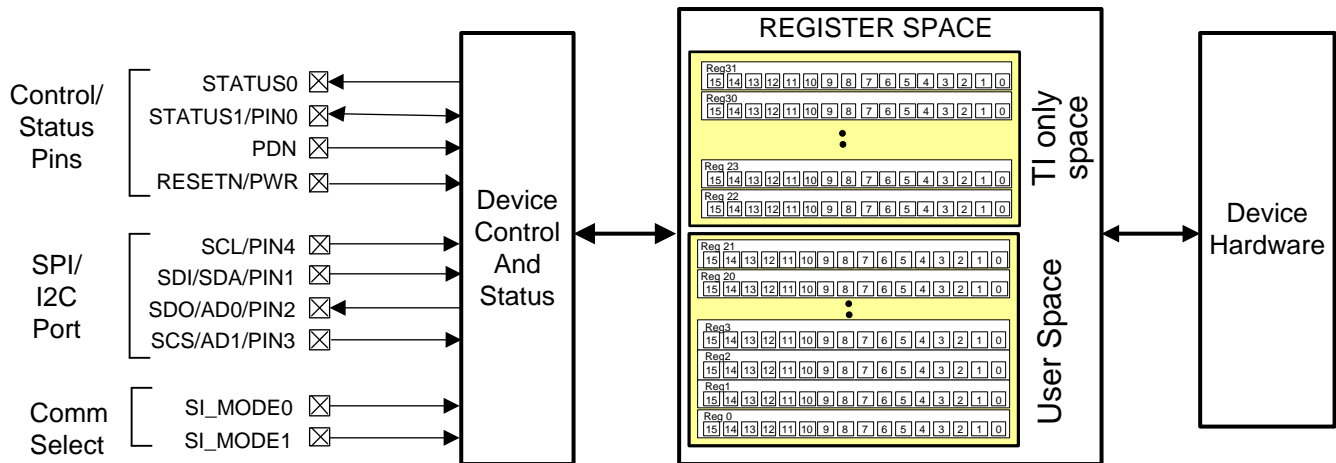 REGISTER SPACE
Control/
Status
Pins
STATUS0
STATUS1/PIN0
PDN
RESETN/PWR
SPI/
I2C
Port
SCL/PIN4
SDI/SDA/PIN1
SDO/AD0/PIN2
SCS/AD1/PIN3
Comm
Select
SI_MODE0
SI_MODE1
Device
Control
And
Status
Reg31
15 14 13 12 11 10 9 8 7 6 5 4 3 2 1 0
Reg30
15 14 13 12 11 10 9 8 7 6 5 4 3 2 1 0
Reg 23
15 14 13 12 11 10 9 8 7 6 5 4 3 2 1 0
Reg 22
15 14 13 12 11 10 9 8 7 6 5 4 3 2 1 0
TI only
space
Reg 21
15 14 13 12 11 10 9 8 7 6 5 4 3 2 1 0
Reg 20
15 14 13 12 11 10 9 8 7 6 5 4 3 2 1 0
Reg3
15 14 13 12 11 10 9 8 7 6 5 4 3 2 1 0
Reg2
15 14 13 12 11 10 9 8 7 6 5 4 3 2 1 0
Reg1
15 14 13 12 11 10 9 8 7 6 5 4 3 2 1 0
Reg 0
15 14 13 12 11 10 9 8 7 6 5 4 3 2 1 0
User Space
Device
Hardware